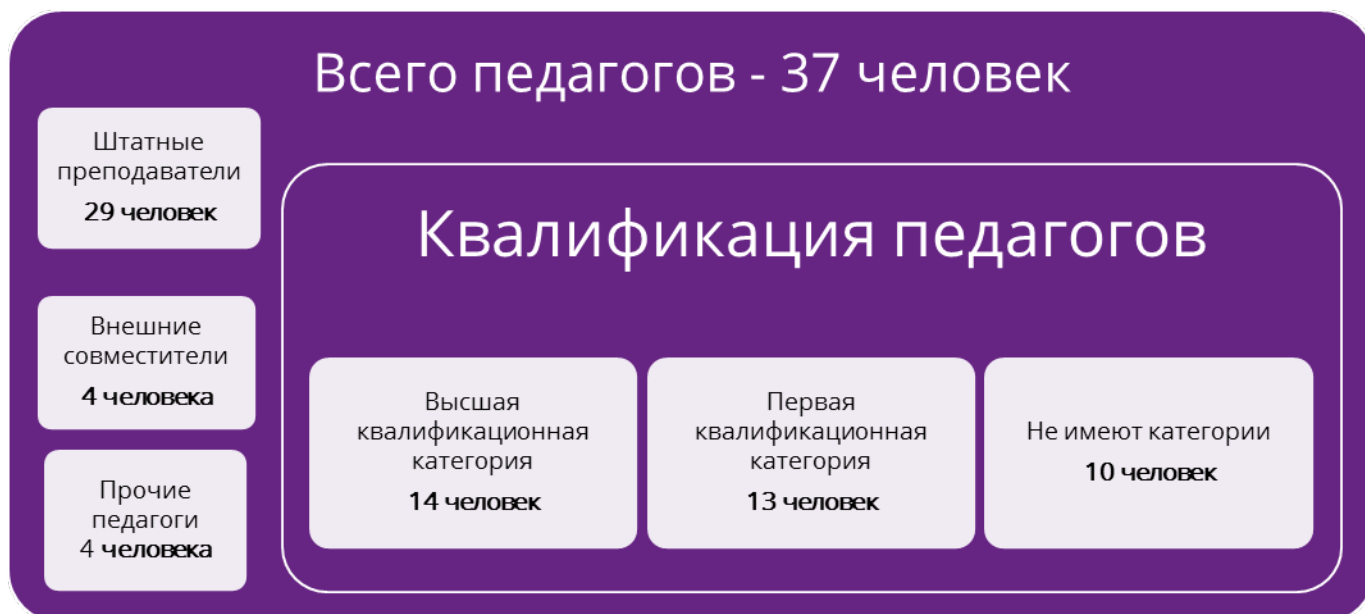 Всего педагогов - 37 человек
Штатные
преподаватели
29 человек
Внешние
совместители
4 человека
Прочие
педагоги
4 человека
Квалификация педагогов
Высшая
квалификационная
категория
14 человек
Первая
квалификационная
категория
13 человек
Не имеют категории
10 человек